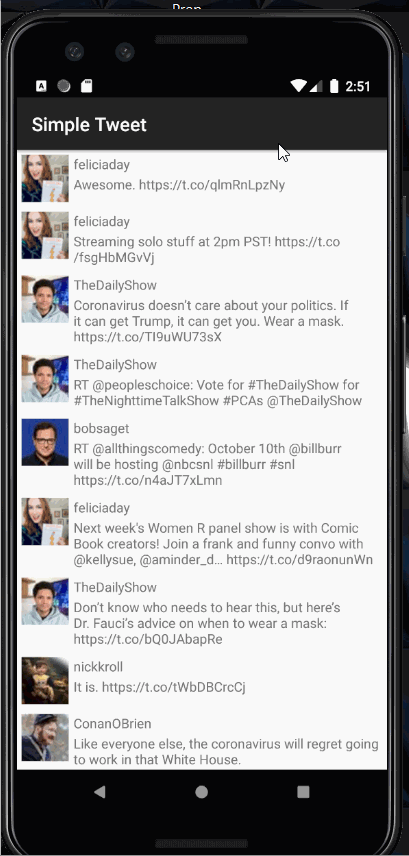 2:51
Simple Tweet
feliciaday
Awesome. https://t.co/qlmRnLpzNy
feliciaday
Streaming solo stuff at 2pm PST! https://t.co
/fsgHbMGvVj
TheDailyShow
Coronavirus doesn't care about your politics. If
it can get Trump, it can get you. Wear a mask.
https://t.co/TI9uWU73sX
TheDailyShow
RT @peopleschoice: Vote for #TheDailyShow for
#TheNighttimeTalkShow #PCAs @TheDailyShow
bobsaget
RT @allthingscomedy: October 10th @billburr
will be hosting @nbcsnl #billburr #snl
https://t.co/n4aJT7xLmn
feliciaday
Next week's Women R panel show is with Comic
Book creators! Join a frank and funny convo with
@kellysue, @aminder_d… https://t.co/d9raonunWn
TheDailyShow
Don't know who needs to hear this, but here's
Dr. Fauci's advice on when to wear a mask:
https://t.co/bQ0JAbapRe
nickkroll
It is. https://t.co/tWbDBCrcCj
ConanOBrien
Like everyone else, the coronavirus will regret going
to work in that White House.